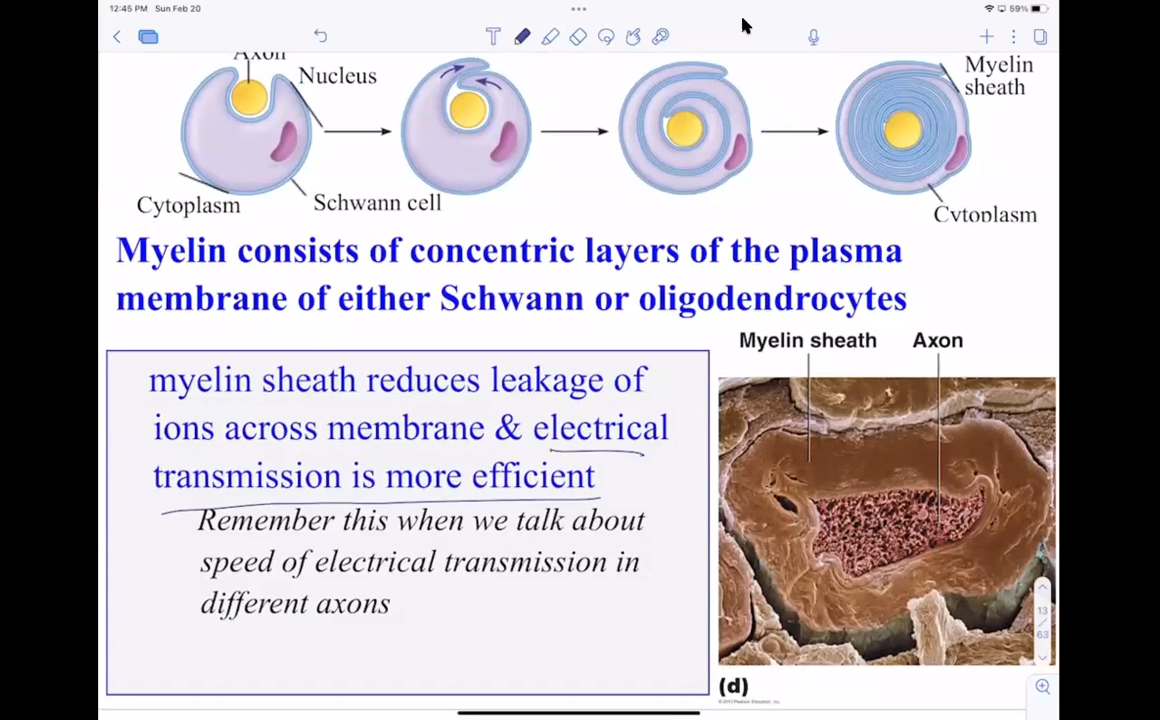 12:45 PM Sun Feb 20
59%
T
Axon
Nucleus
Myelin
sheath
Cytoplasm
Schwann cell
Cytoplasm
Myelin consists of concentric layers of the plasma
membrane of either Schwann or oligodendrocytes
Myelin sheath Axon
myelin sheath reduces leakage of
ions across membrane & electrical
transmission is more efficient
Remember this when we talk about
speed of electrical transmission in
different axons
13
/
63
(d)